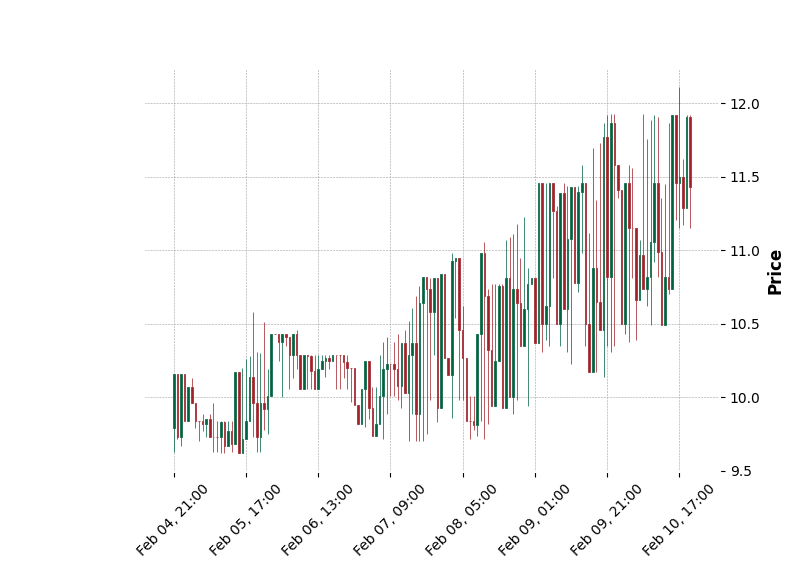 12.0
11.5
11.0
10.5
10.0
9.5
Price
Feb 04, 21:00
Feb 05, 17:00
Feb 06, 13:00
Feb 07, 09:00
Feb 08, 05:00
Feb 09, 01:00
Feb 09, 21:00
Feb 10, 17:00